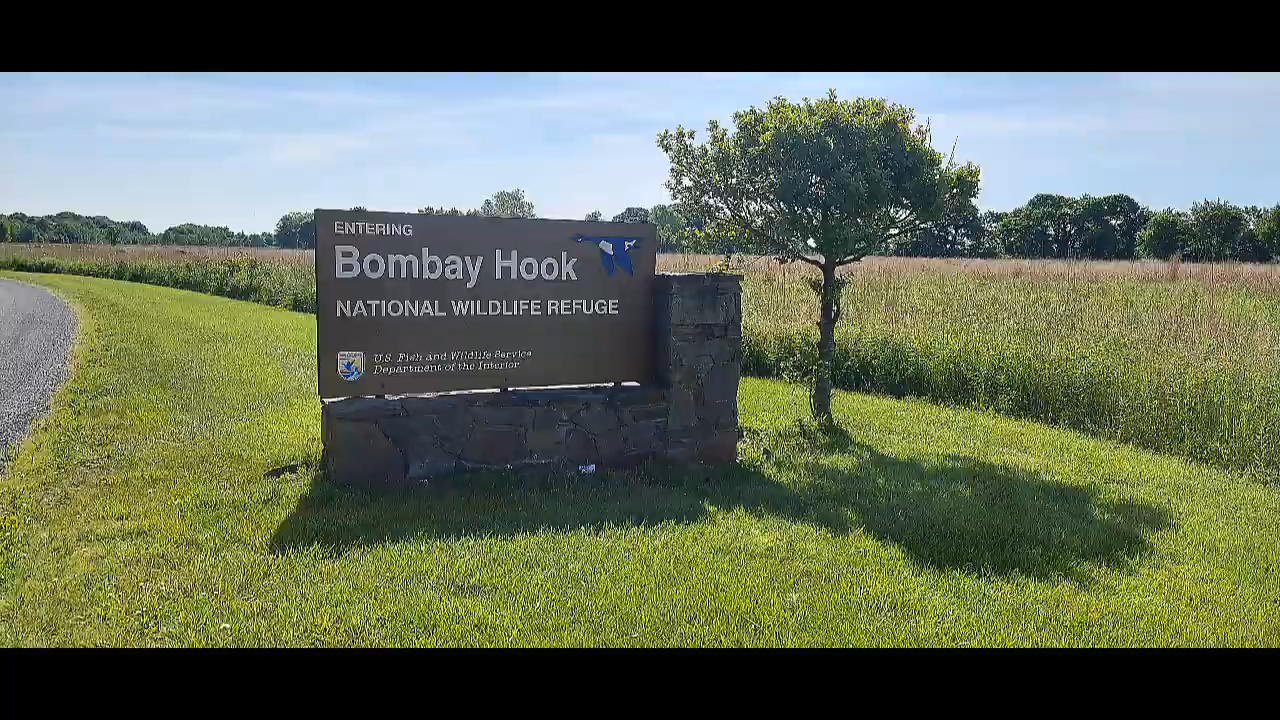 ENTERING
Bombay Hook
NATIONAL WILDLIFE REFUGE
U.S. Fish and Wildlife Service
Department of the Interior